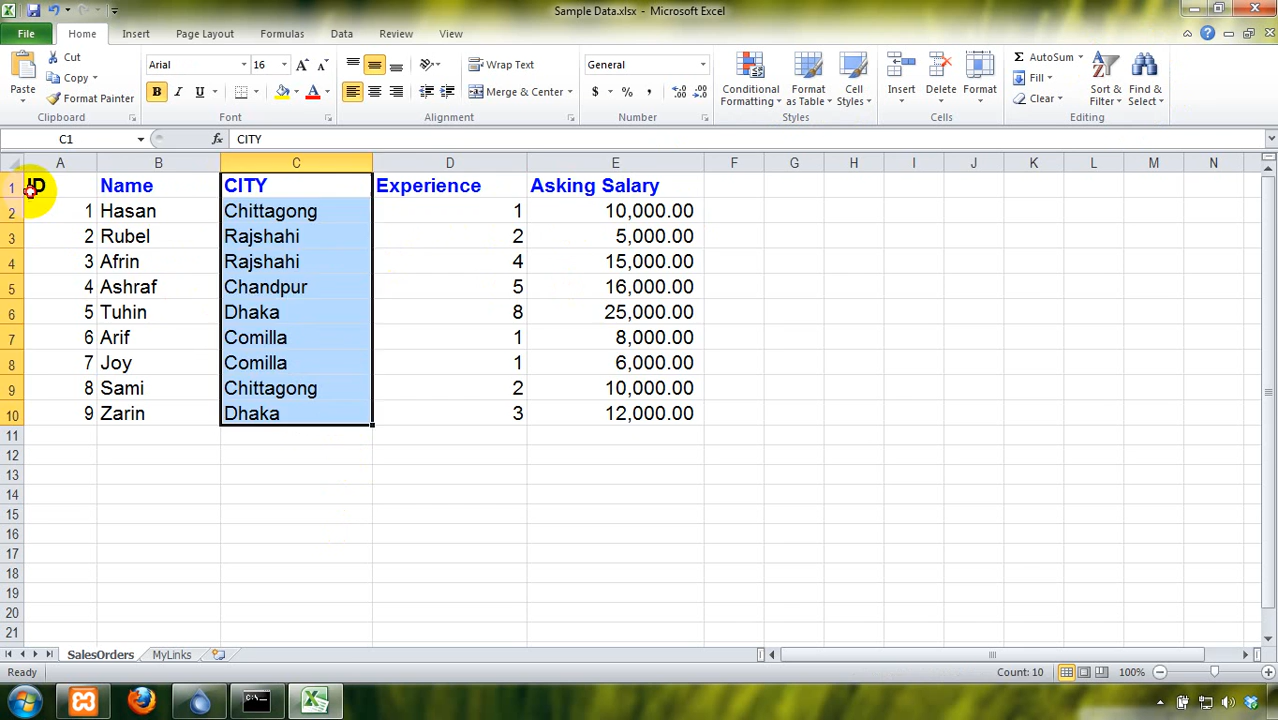 Sample Data.xlsx - Microsoft Excel
File Home Insert Page Layout Formulas Data Review View
Paste
Cut
Copy
Format Painter
Clipboard
Arial 16
B I U
Font
Wrap Text
Merge & Center
Alignment
General
$ % ,
Number
Conditional Formatting
Format as Table
Cell Styles
Styles
Insert
Delete
Format
Cells
Σ AutoSum
Fill
Clear
Sort & Filter
Find & Select
Editing
C1 fx CITY
A B C D E F G H I J K L M N
1 ID Name CITY Experience Asking Salary
2 1 Hasan Chittagong 1 10,000.00
3 2 Rubel Rajshahi 2 5,000.00
4 3 Afrin Rajshahi 4 15,000.00
5 4 Ashraf Chandpur 5 16,000.00
6 5 Tuhin Dhaka 8 25,000.00
7 6 Arif Comilla 1 8,000.00
8 7 Joy Comilla 1 6,000.00
9 8 Sami Chittagong 2 10,000.00
10 9 Zarin Dhaka 3 12,000.00
11
12
13
14
15
16
17
18
19
20
21
SalesOrders MyLinks
Ready Count: 10 100%